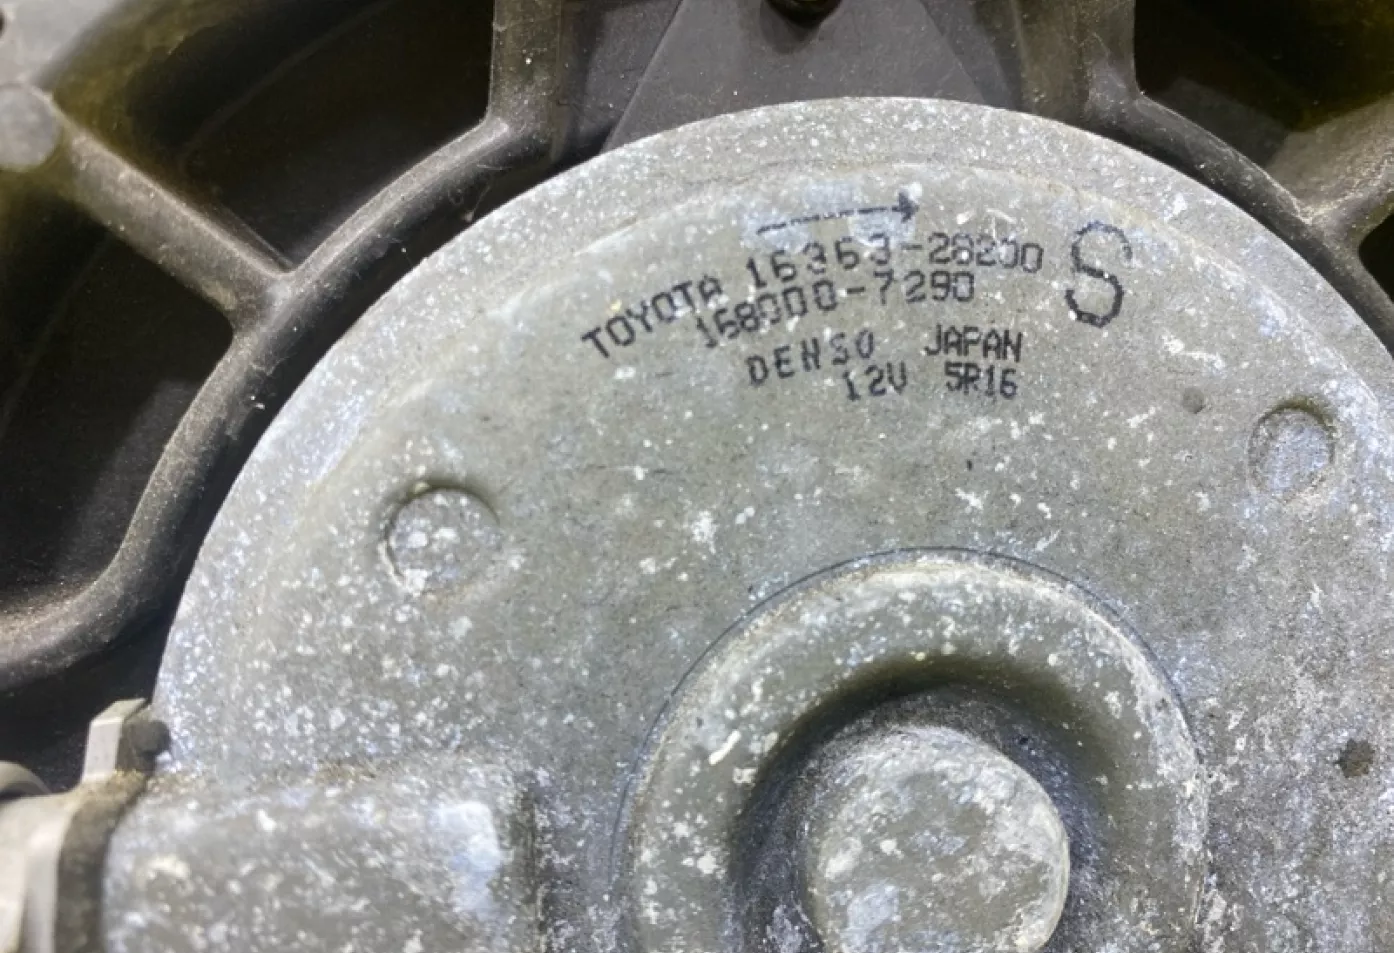 TOYOTA 16363-28200 S
168000-7290
DENSO JAPAN
12V 5R16